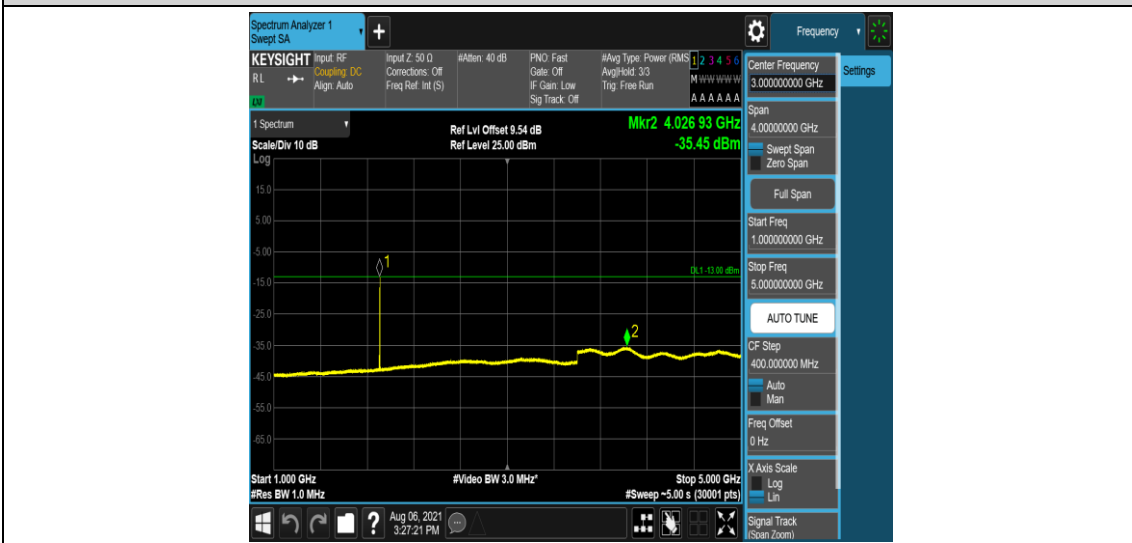 Spectrum Analyzer 1
Swept SA
+
Frequency
KEYSIGHT
RL
LXI
Input: RF
Coupling: DC
Align: Auto
Input Z: 50 Ω
Corrections: Off
Freq Ref: Int (S)
#Atten: 40 dB
PNO: Fast
Gate: Off
IF Gain: Low
Sig Track: Off
#Avg Type: Power (RMS
Avg|Hold: 3/3
Trig: Free Run
1 2 3 4 5 6
M W W W W W
A A A A A A
1 Spectrum
Scale/Div 10 dB
Ref Lvl Offset 9.54 dB
Ref Level 25.00 dBm
Mkr2 4.026 93 GHz
-35.45 dBm
Log
15.0
5.00
-5.00
-15.0
-25.0
-35.0
-45.0
-55.0
-65.0
1
DL1 -13.00 dBm
2
Start 1.000 GHz
#Res BW 1.0 MHz
#Video BW 3.0 MHz*
Stop 5.000 GHz
#Sweep ~5.00 s (30001 pts)
?
Aug 06, 2021
3:27:21 PM
Center Frequency
3.000000000 GHz
Settings
Span
4.00000000 GHz
Swept Span
Zero Span
Full Span
Start Freq
1.000000000 GHz
Stop Freq
5.000000000 GHz
AUTO TUNE
CF Step
400.000000 MHz
Auto
Man
Freq Offset
0 Hz
X Axis Scale
Log
Lin
Signal Track
(Span Zoom)